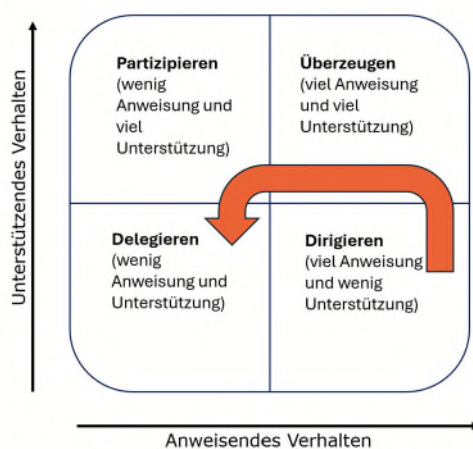 Partizipieren
(wenig
Anweisung und
viel
Unterstützung)
Überzeugen
(viel Anweisung
und viel
Unterstützung)
Delegieren
(wenig
Anweisung und
Unterstützung)
Dirigieren
(viel Anweisung
und wenig
Unterstützung)
Unterstützendes Verhalten
Anweisendes Verhalten